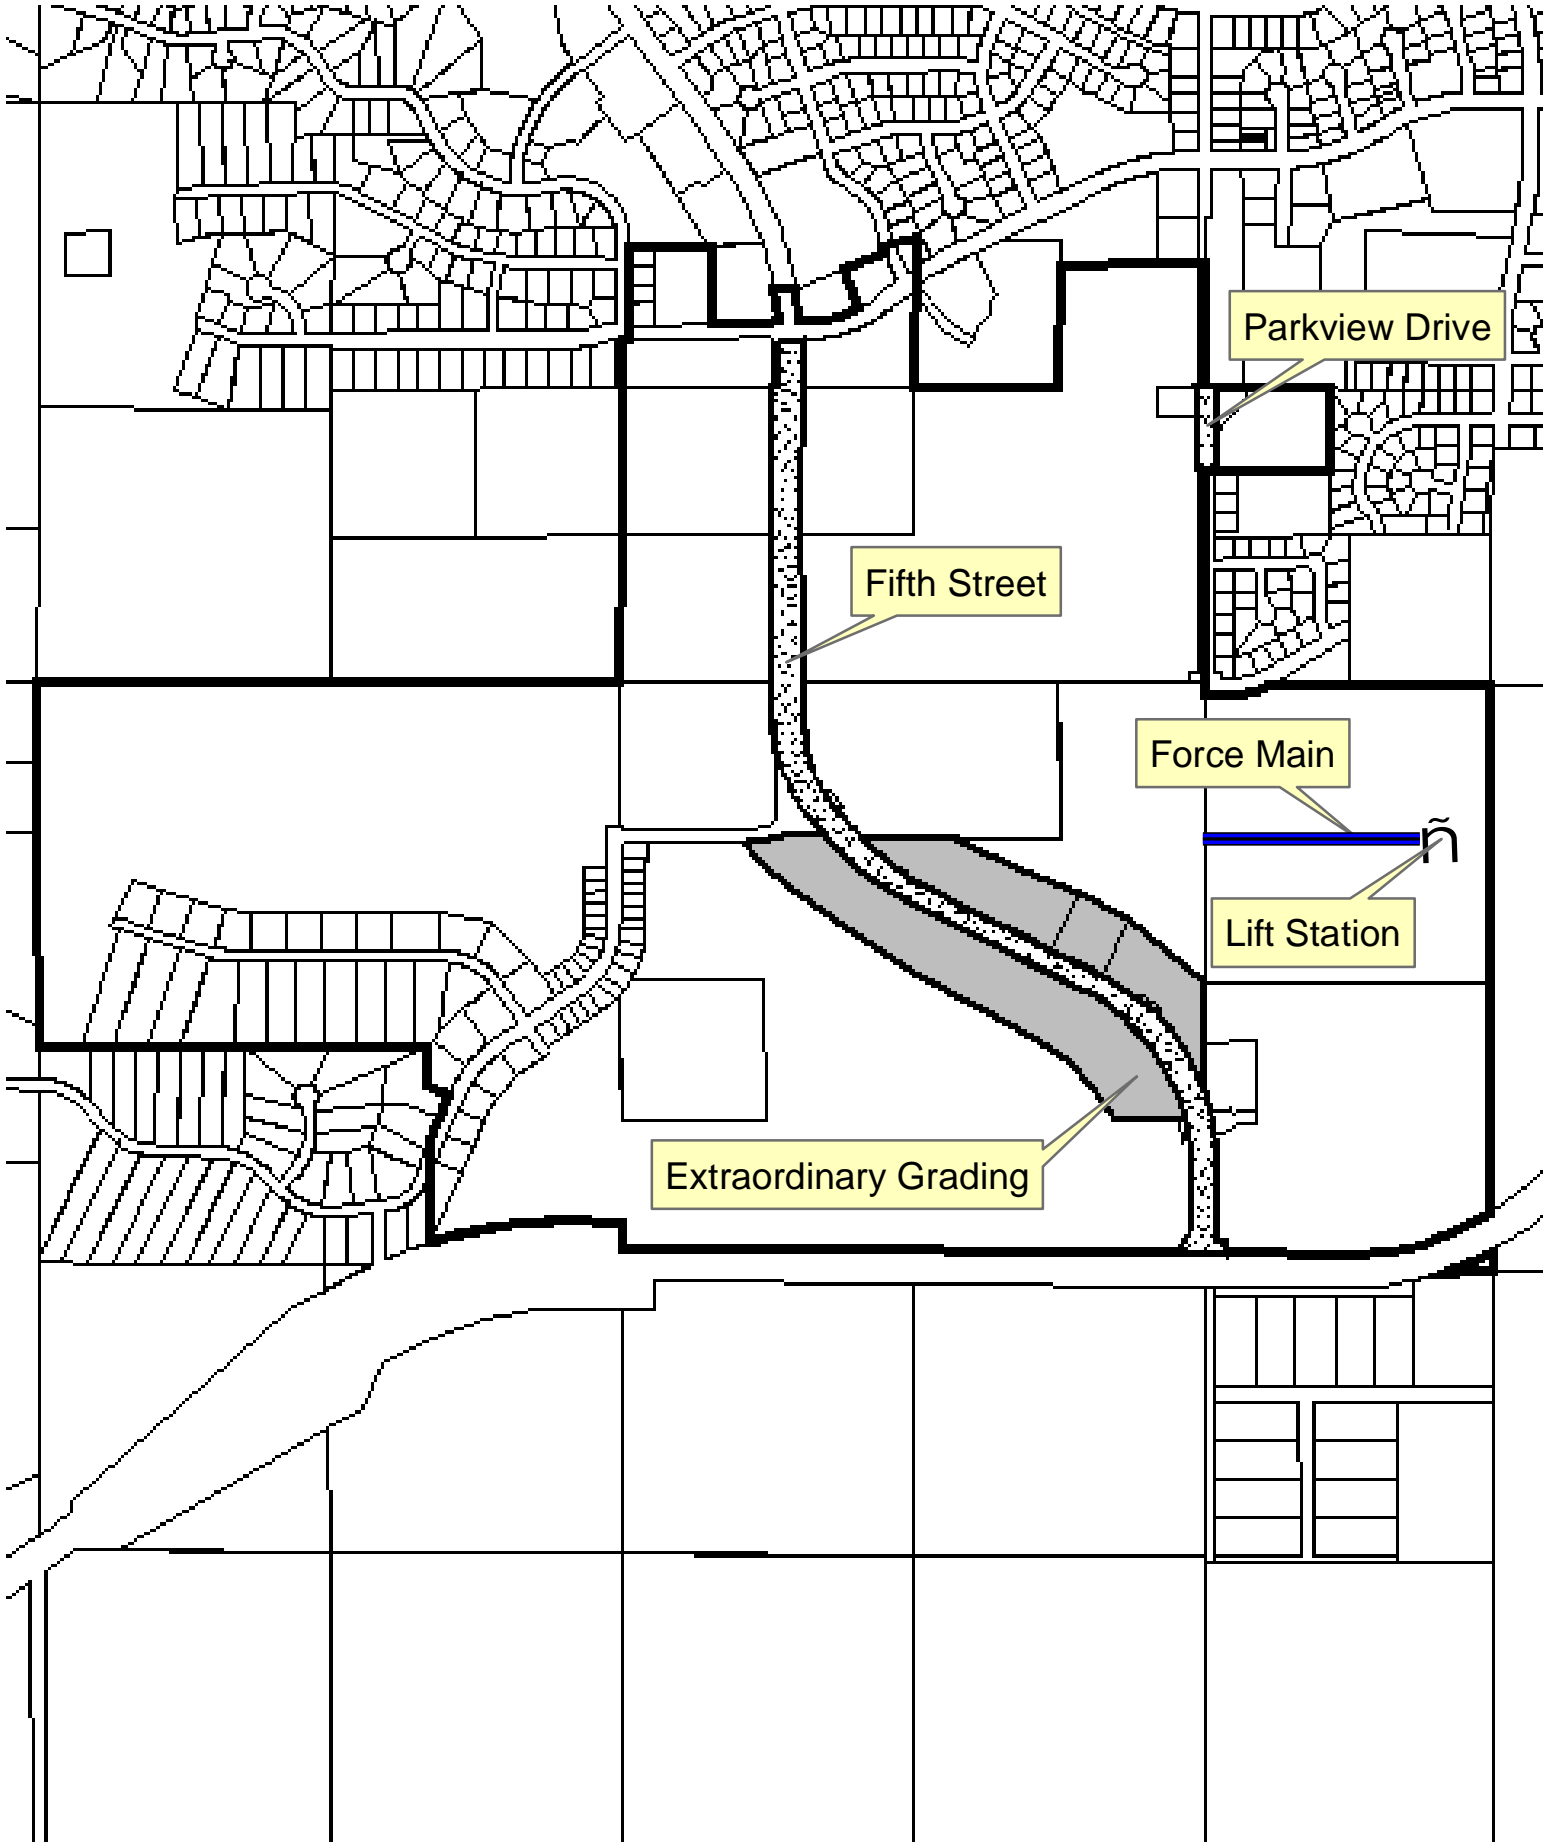 Parkview Drive
Fifth Street
Force Main
ñ
Lift Station
Extraordinary Grading